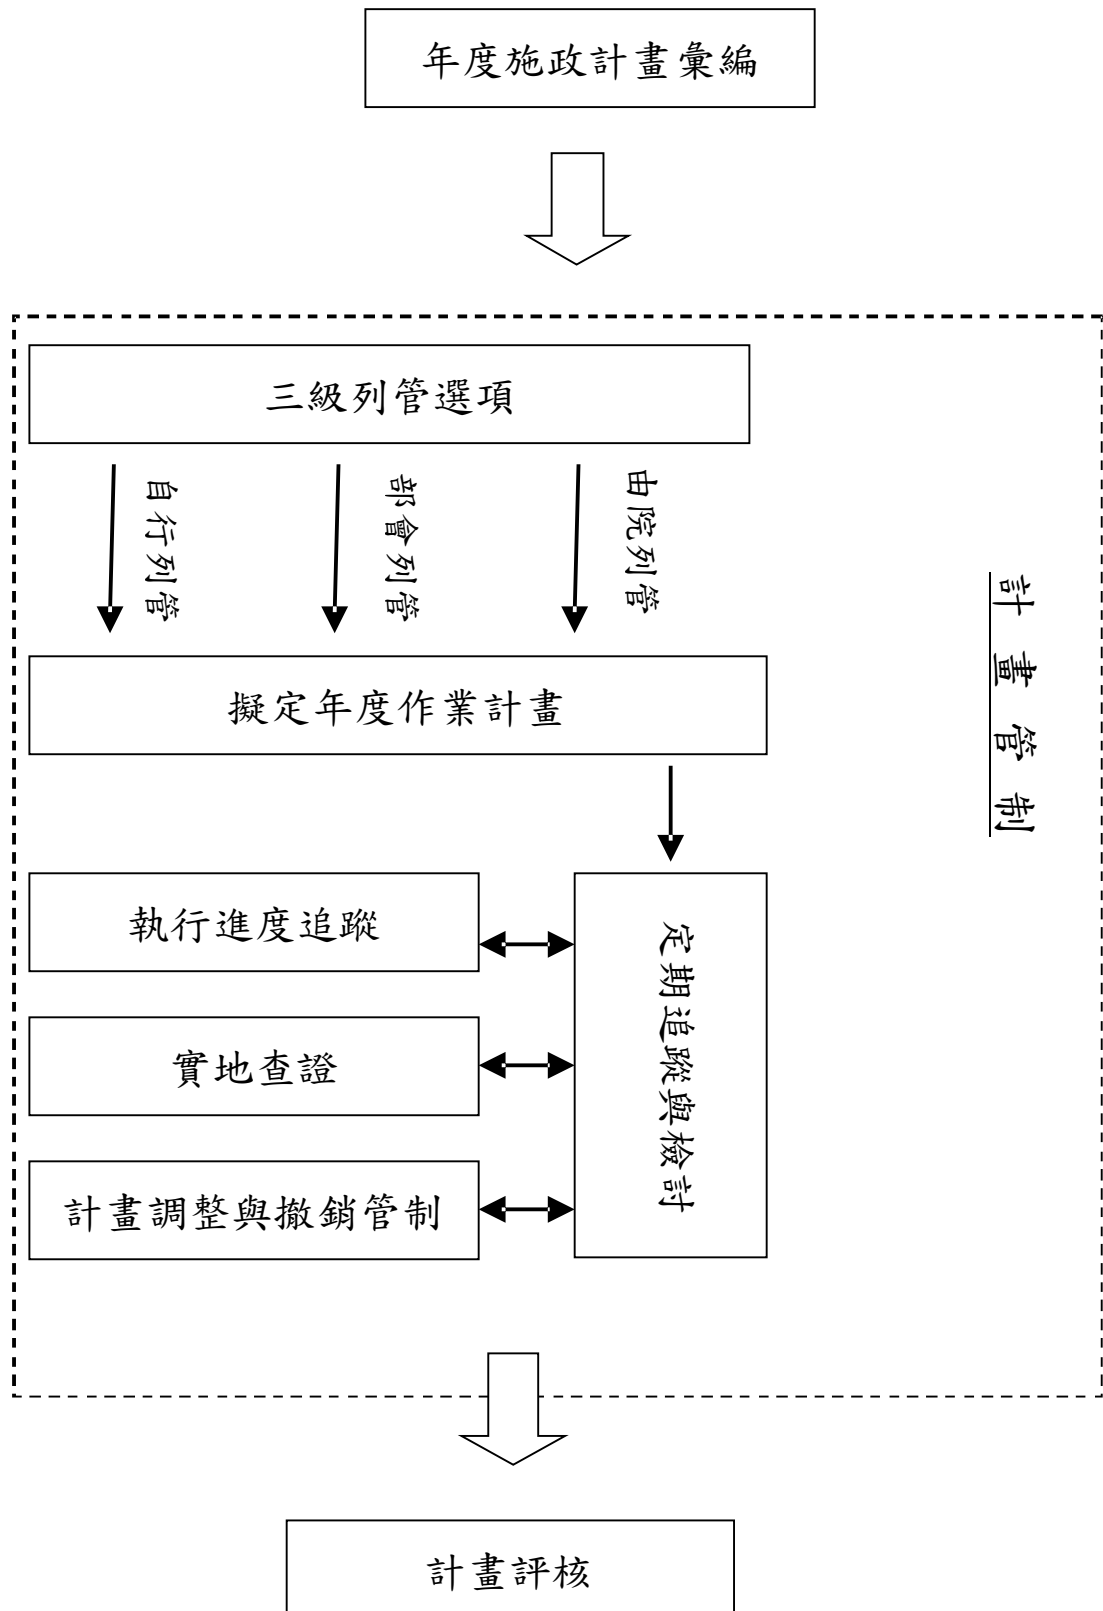 年度施政計畫彙編
三級列管選項
自行列管
部會列管
由院列管
計畫管制
擬定年度作業計畫
執行進度追蹤
定期追蹤與檢討
實地查證
計畫調整與撤銷管制
計畫評核